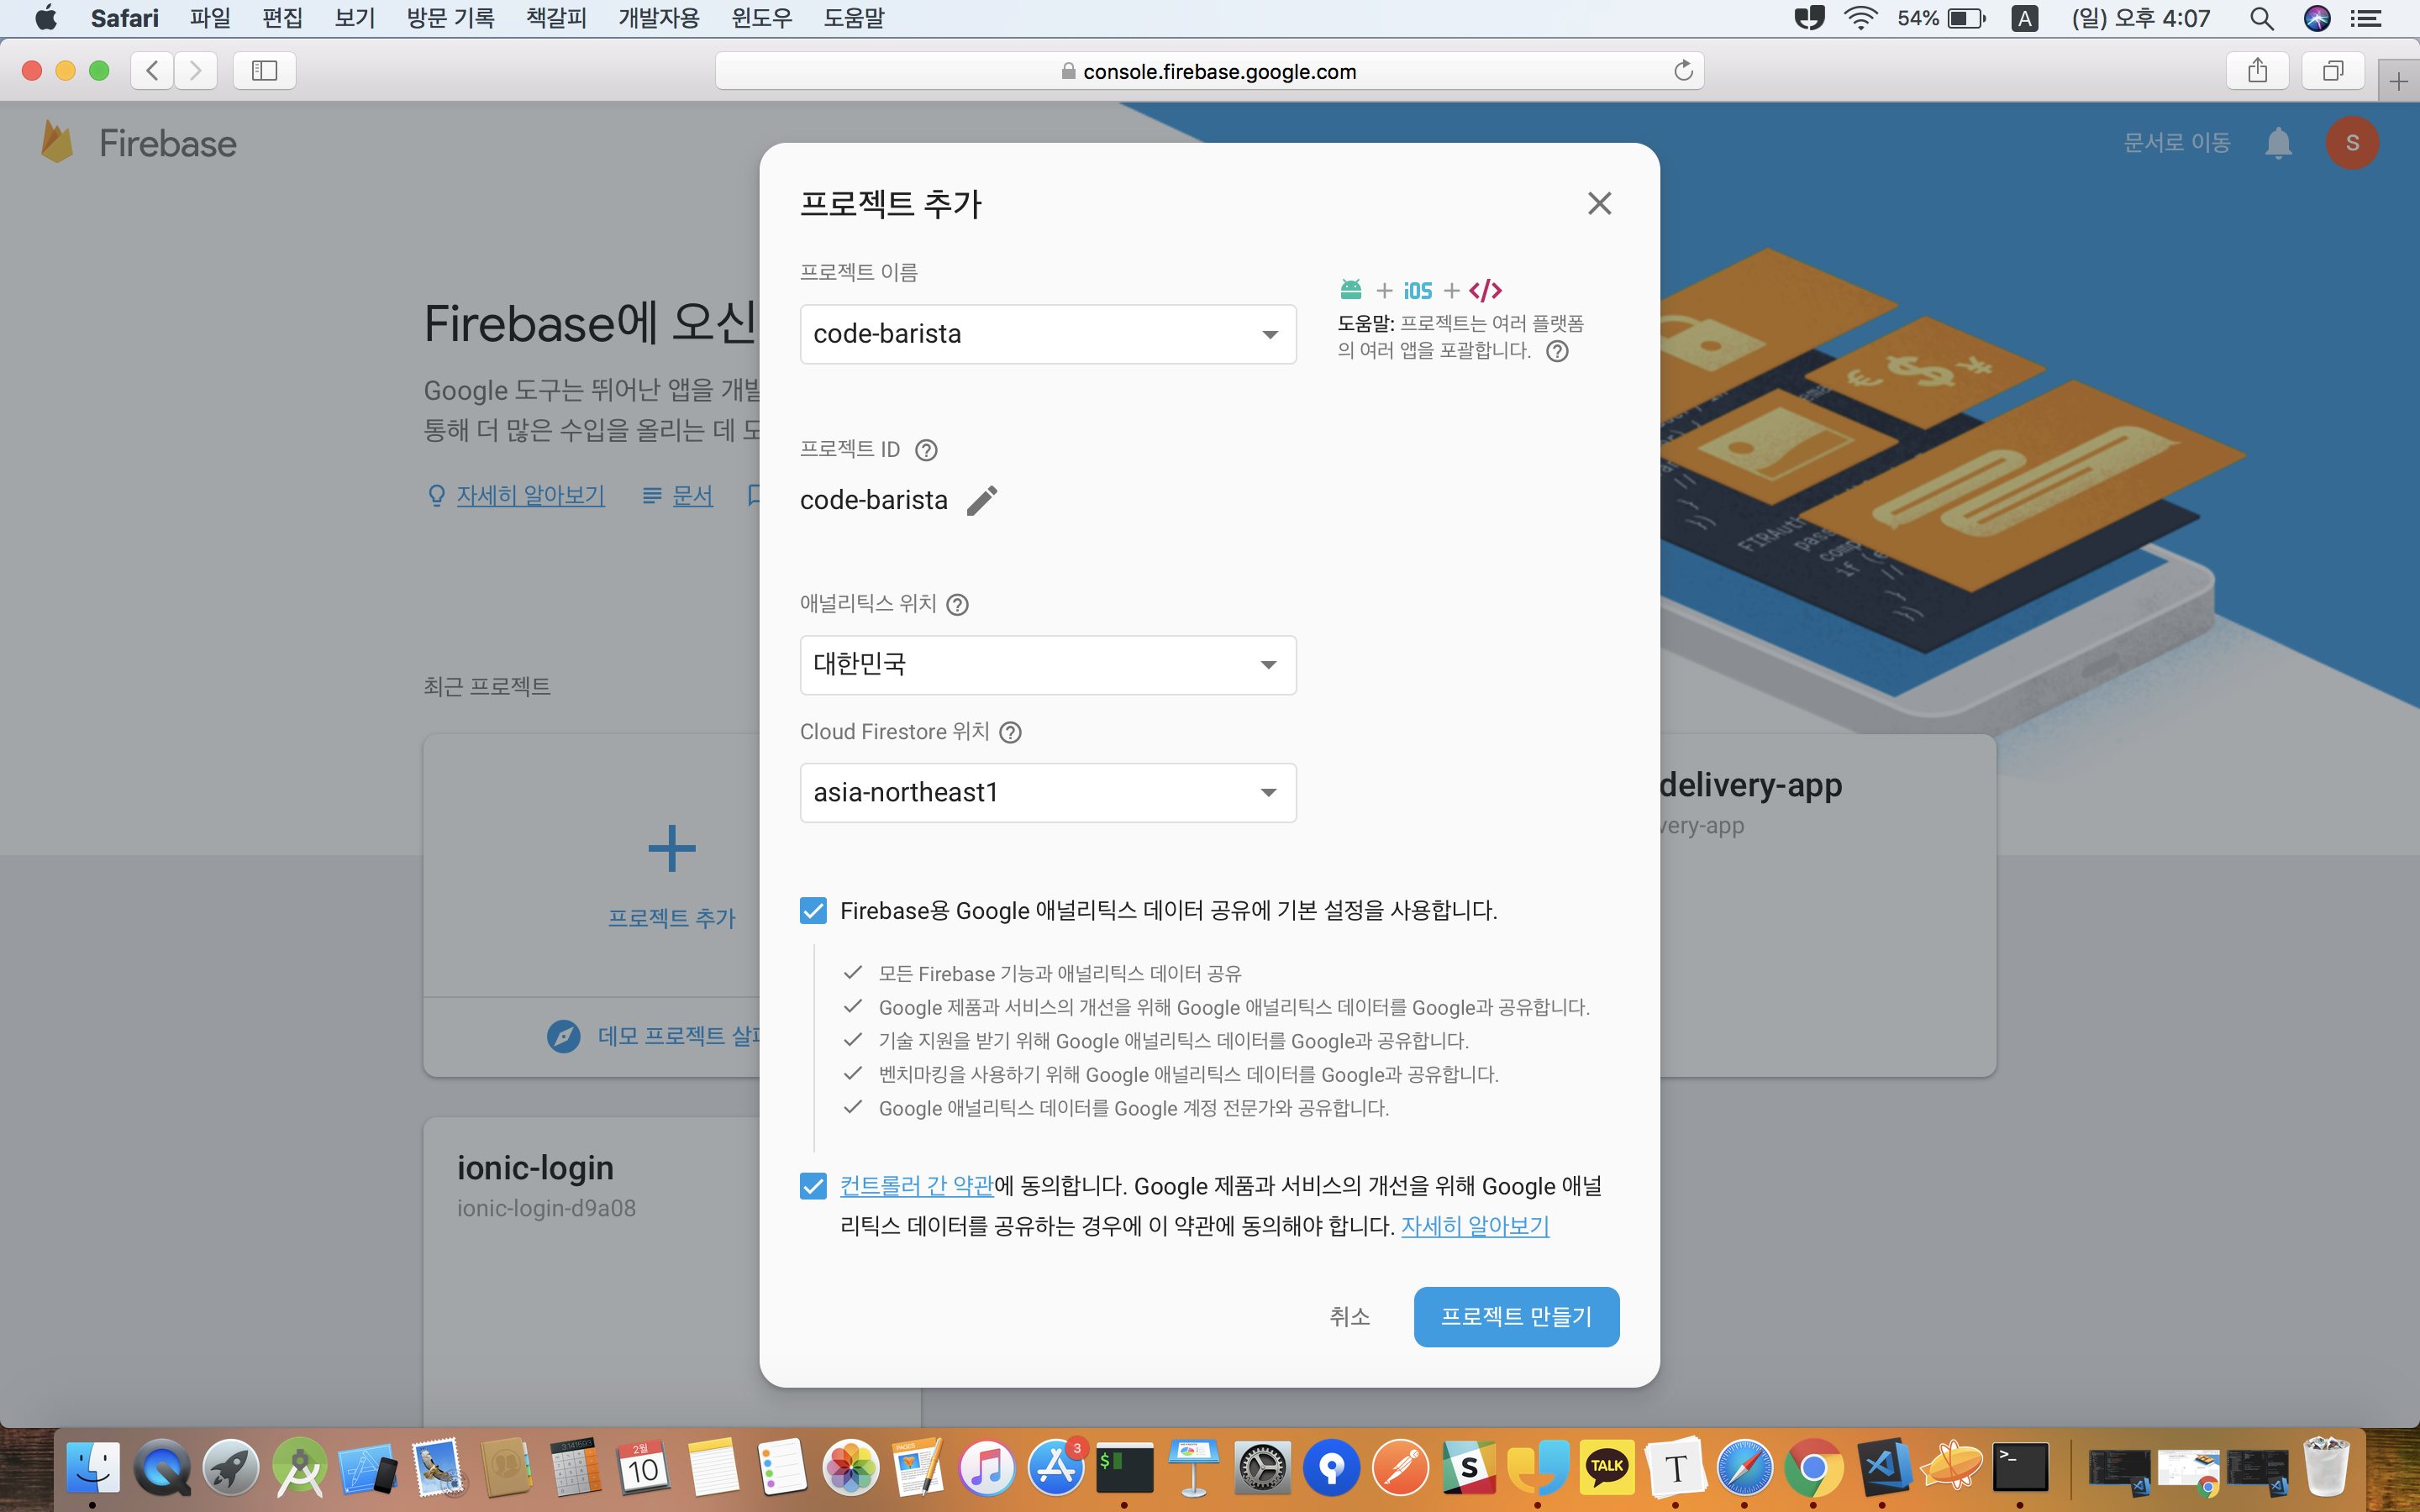 Safari 파일 편집 보기 방문 기록 책갈피 개발자용 윈도우 도움말
54% A (일) 오후 4:07
console.firebase.google.com
Firebase
문서로 이동
S
Firebase에 오신
Google 도구는 뛰어난 앱을 개발
통해 더 많은 수입을 올리는 데 도
자세히 알아보기 문서
최근 프로젝트
프로젝트 추가
데모 프로젝트 살펴
ionic-login
ionic-login-d9a08
delivery-app
very-app
프로젝트 추가
프로젝트 이름
code-barista
+ iOS + </>
도움말: 프로젝트는 여러 플랫폼
의 여러 앱을 포괄합니다.
프로젝트 ID
code-barista
애널리틱스 위치
대한민국
Cloud Firestore 위치
asia-northeast1
Firebase용 Google 애널리틱스 데이터 공유에 기본 설정을 사용합니다.
모든 Firebase 기능과 애널리틱스 데이터 공유
Google 제품과 서비스의 개선을 위해 Google 애널리틱스 데이터를 Google과 공유합니다.
기술 지원을 받기 위해 Google 애널리틱스 데이터를 Google과 공유합니다.
벤치마킹을 사용하기 위해 Google 애널리틱스 데이터를 Google과 공유합니다.
Google 애널리틱스 데이터를 Google 계정 전문가와 공유합니다.
컨트롤러 간 약관에 동의합니다. Google 제품과 서비스의 개선을 위해 Google 애널
리틱스 데이터를 공유하는 경우에 이 약관에 동의해야 합니다. 자세히 알아보기
취소 프로젝트 만들기
2월
10
PAGES
3
$
S
TALK
T
>_